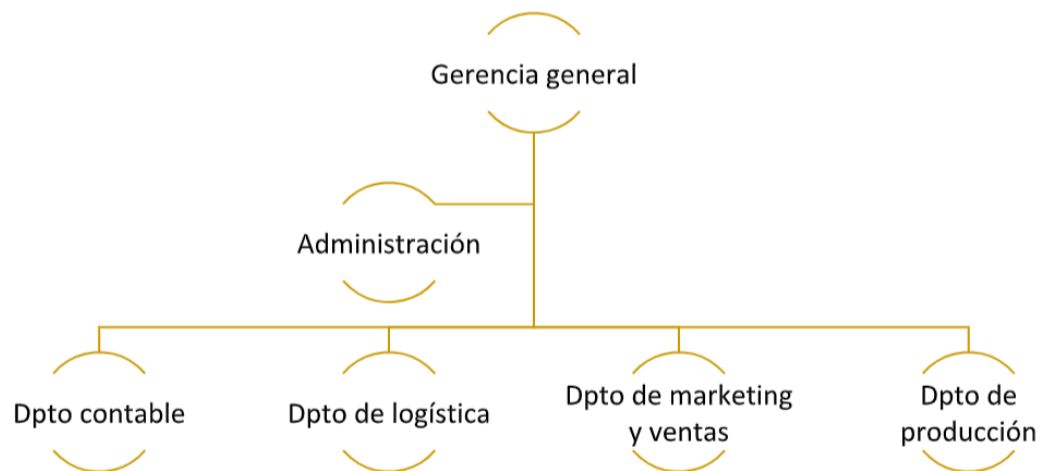 Gerencia general
Administración
Dpto contable
Dpto de logística
Dpto de marketing
y ventas
Dpto de
producción